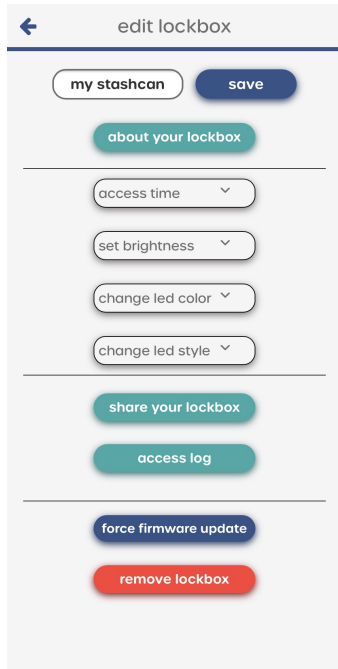 edit lockbox
my stashcan save
about your lockbox
access time
set brightness
change led color
change led style
share your lockbox
access log
force firmware update
remove lockbox